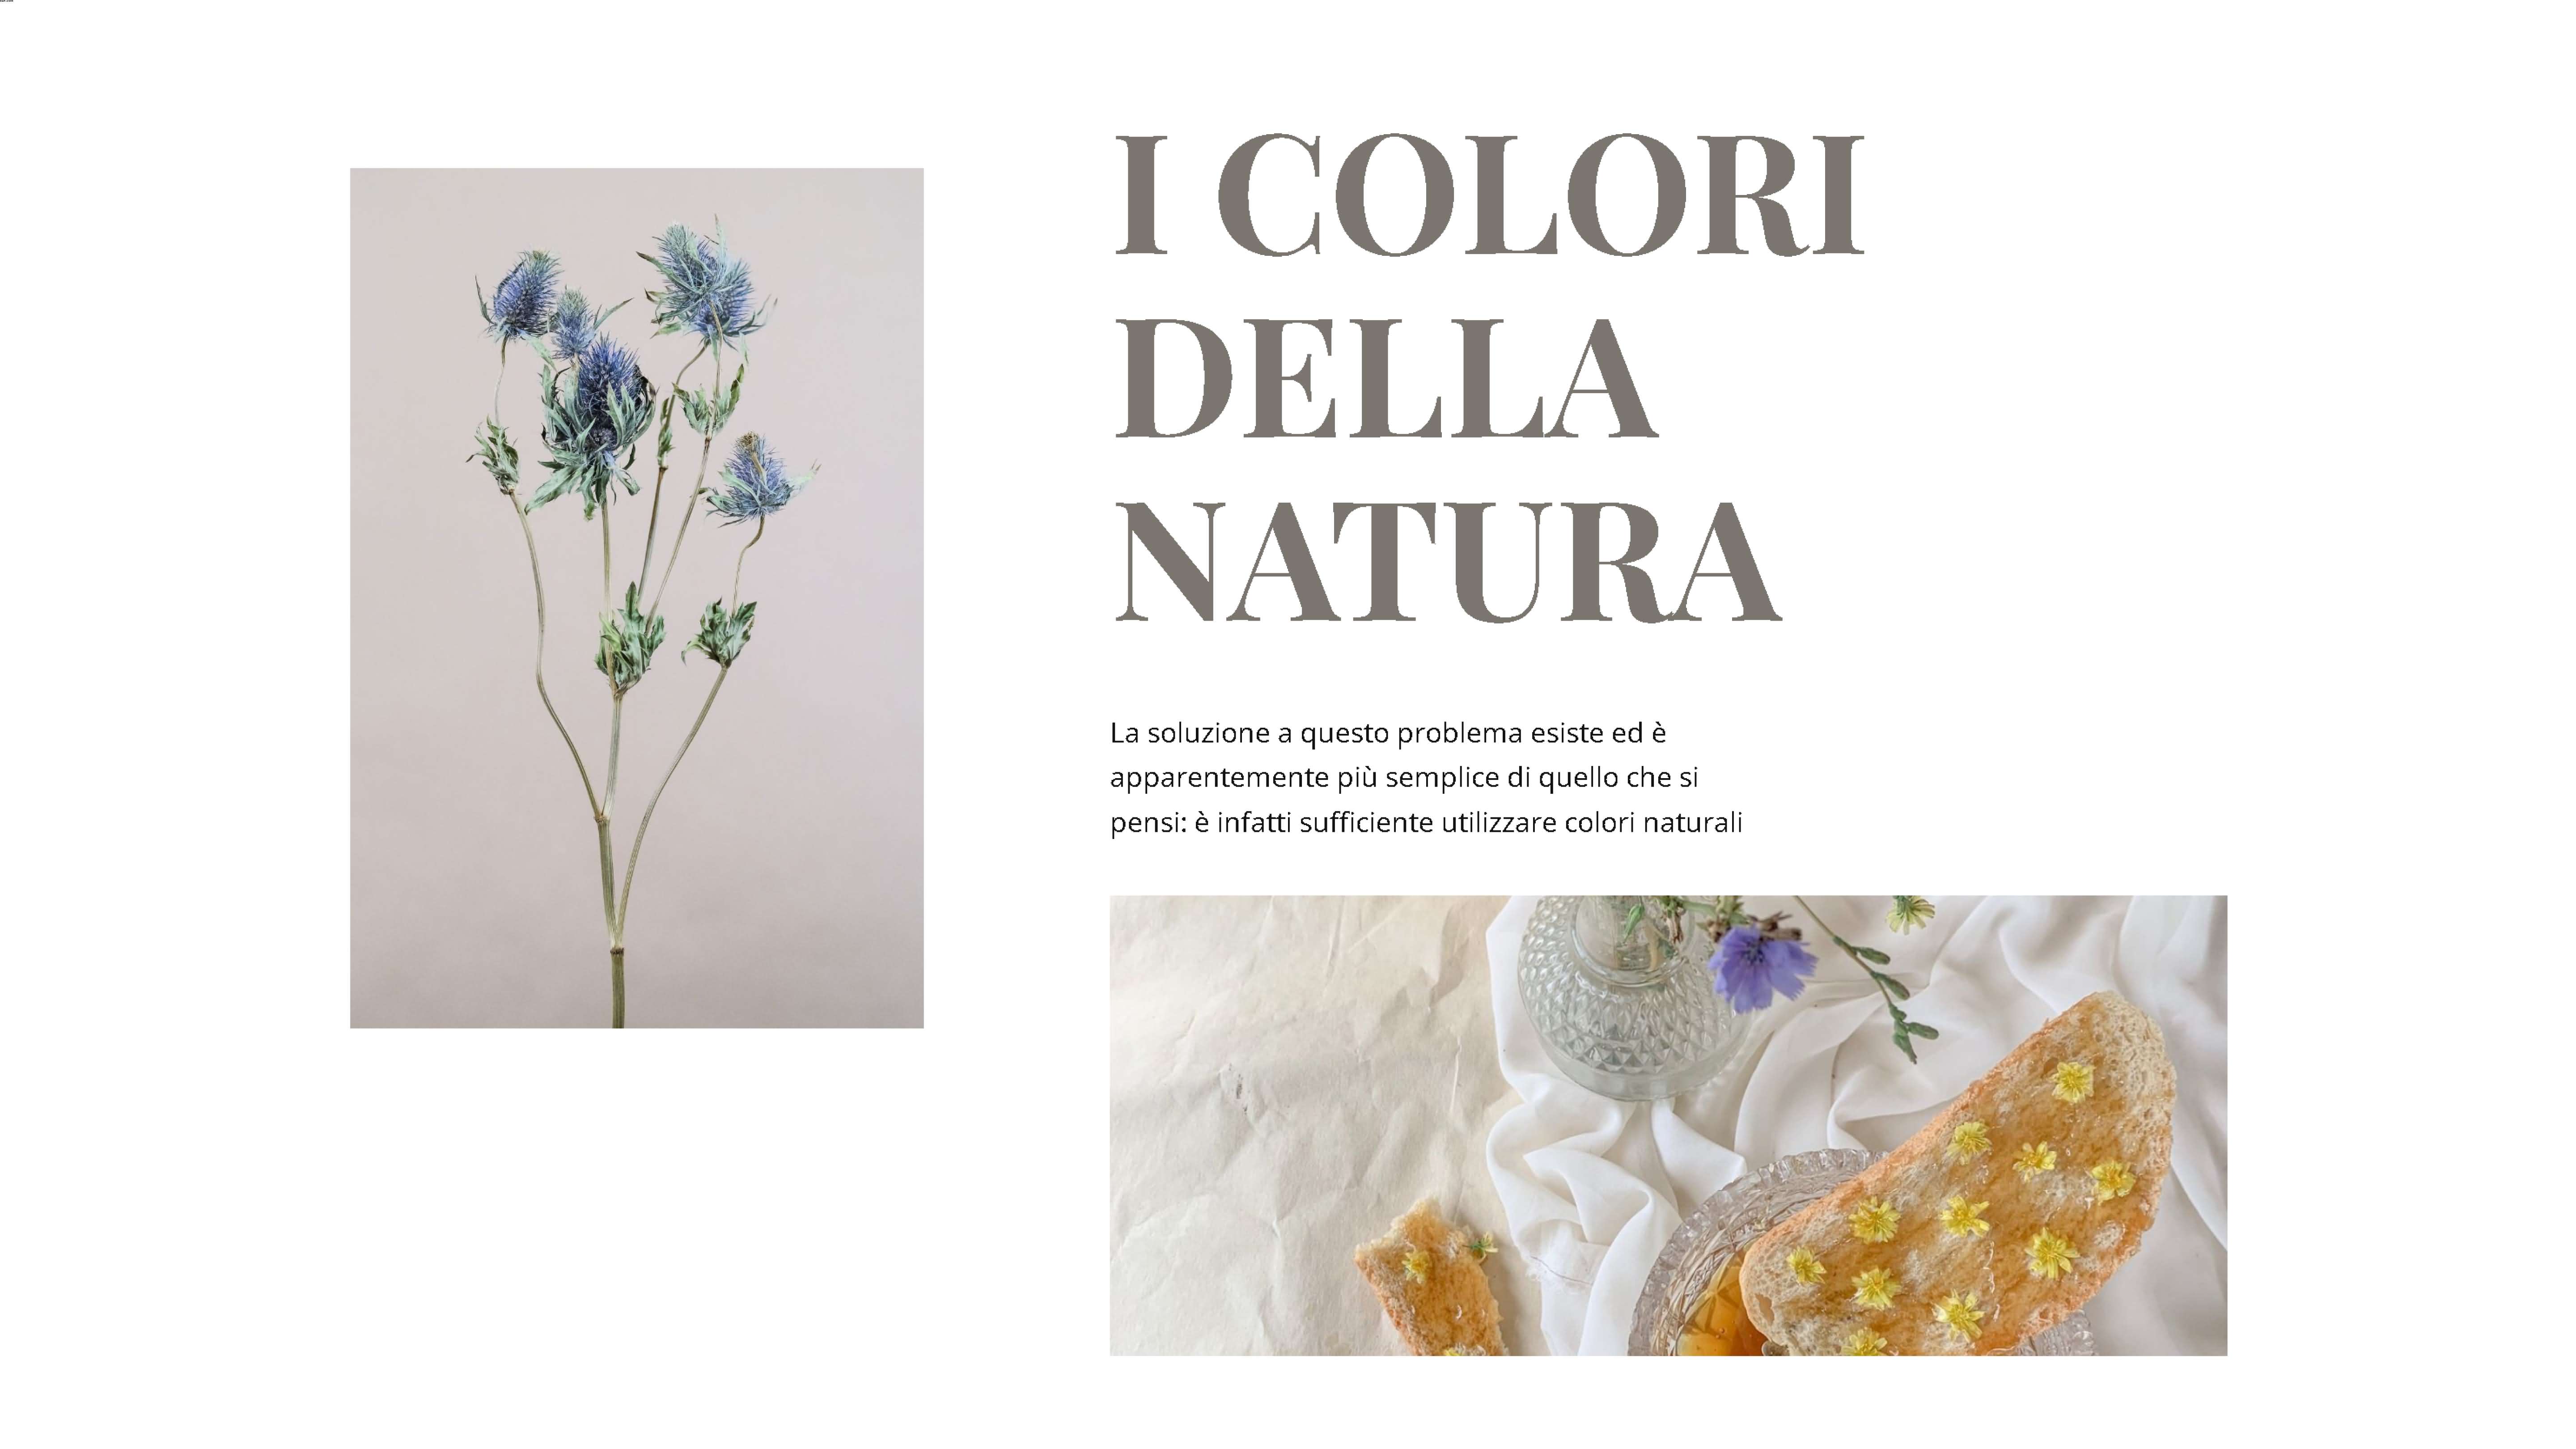 I COLORI
DELLA
NATURA
La soluzione a questo problema esiste ed è
apparentemente più semplice di quello che si
pensi: è infatti sufficiente utilizzare colori naturali